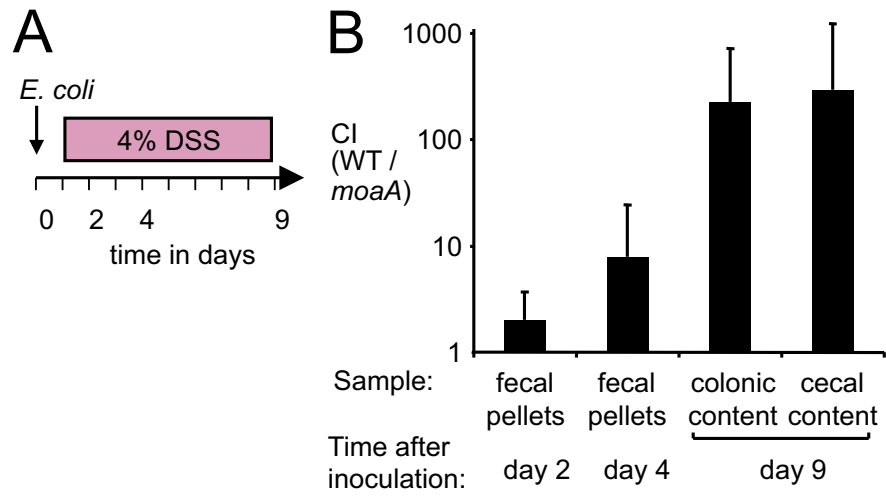 A
E. coli
4% DSS
0 2 4 9
time in days
B
CI
(WT /
moaA)
1000
100
10
1
Sample: fecal pellets fecal pellets colonic content cecal content
Time after inoculation: day 2 day 4 day 9